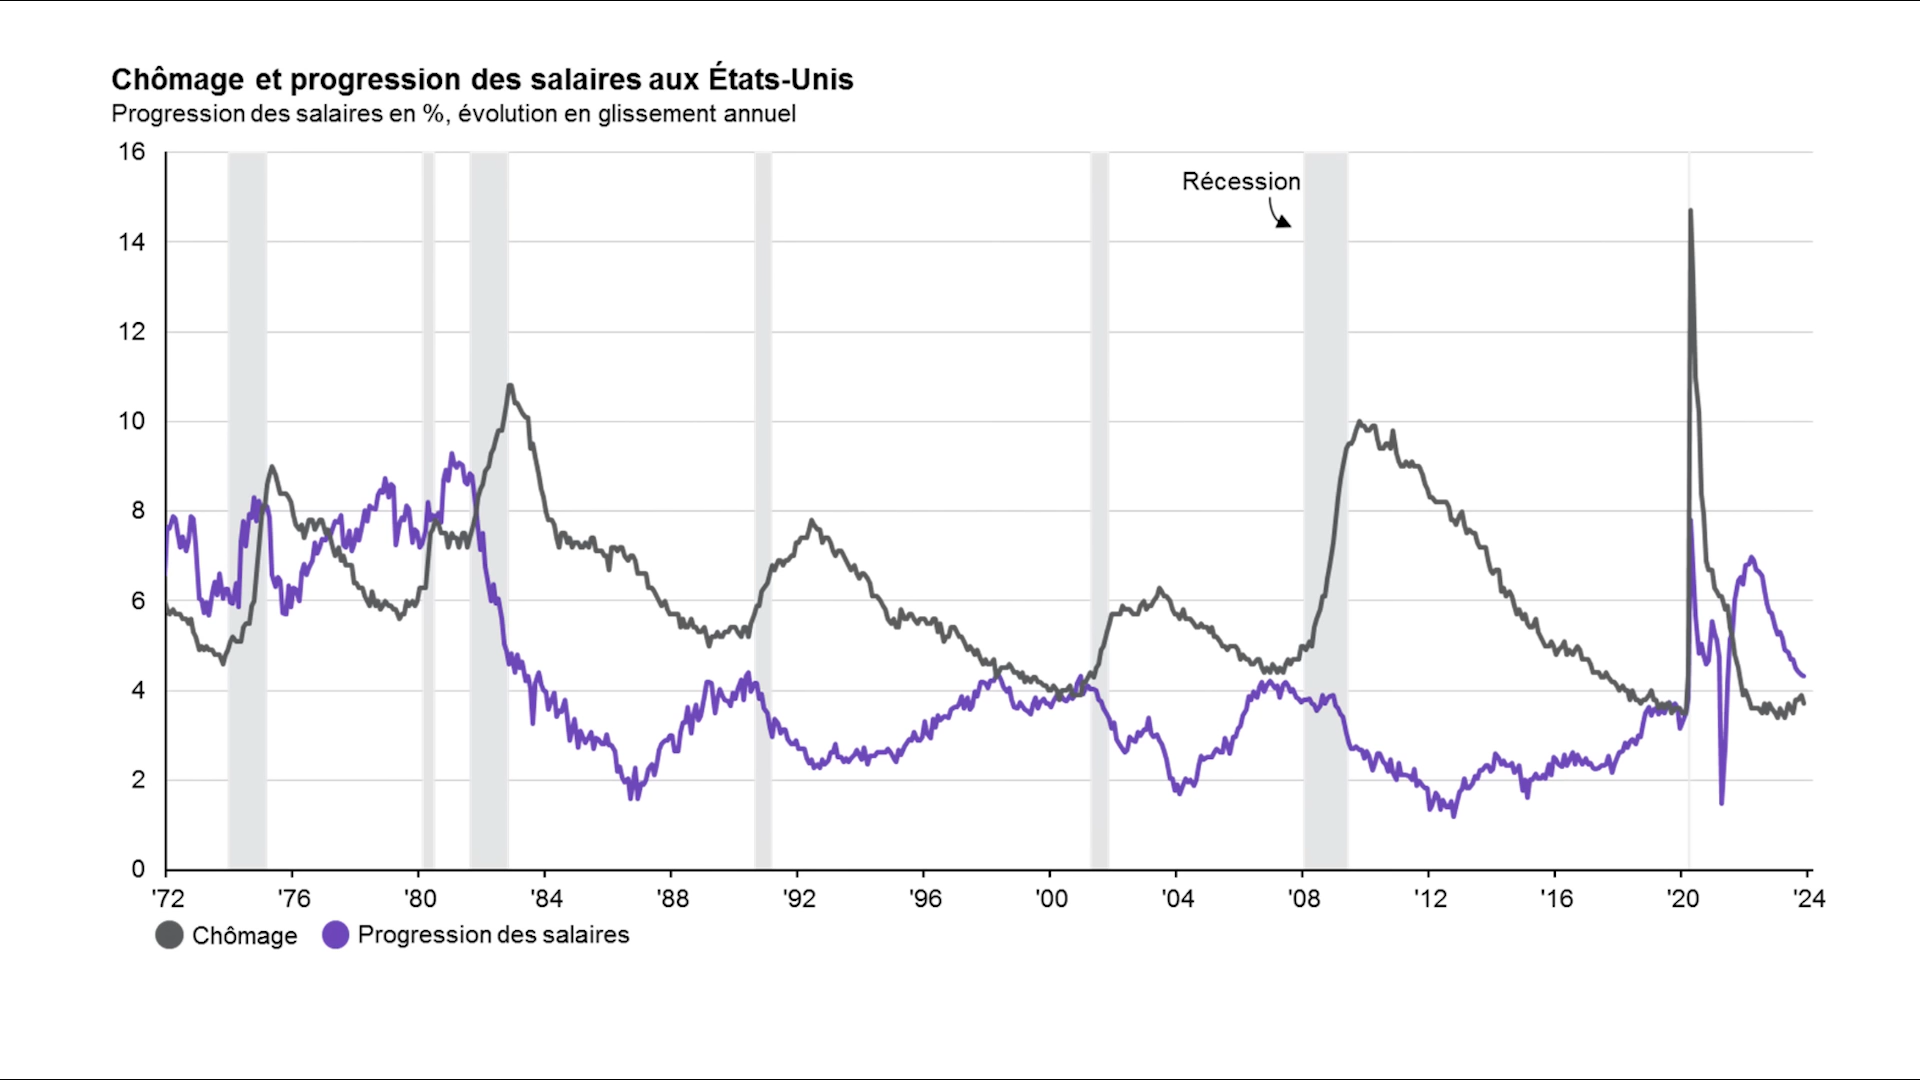 Chômage et progression des salaires aux États-Unis
Progression des salaires en %, évolution en glissement annuel
16
14
12
10
8
6
4
2
0
Récession
'72 '76 '80 '84 '88 '92 '96 '00 '04 '08 '12 '16 '20 '24
Chômage Progression des salaires